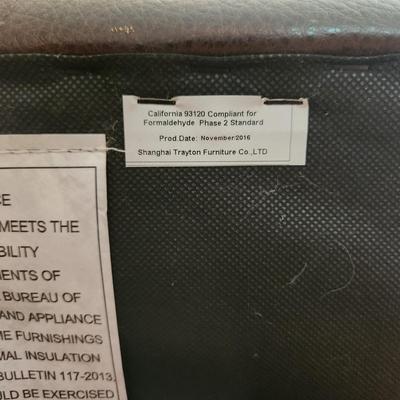 California 93120 Compliant for
Formaldehyde Phase 2 Standard
Prod.Date: November/2016
Shanghai Trayton Furniture Co.,LTD
CE
MEETS THE
BILITY
MENTS OF
BUREAU OF
AND APPLIANCE
ME FURNISHINGS
MAL INSULATION
BULLETIN 117-2013.
ULD BE EXERCISED